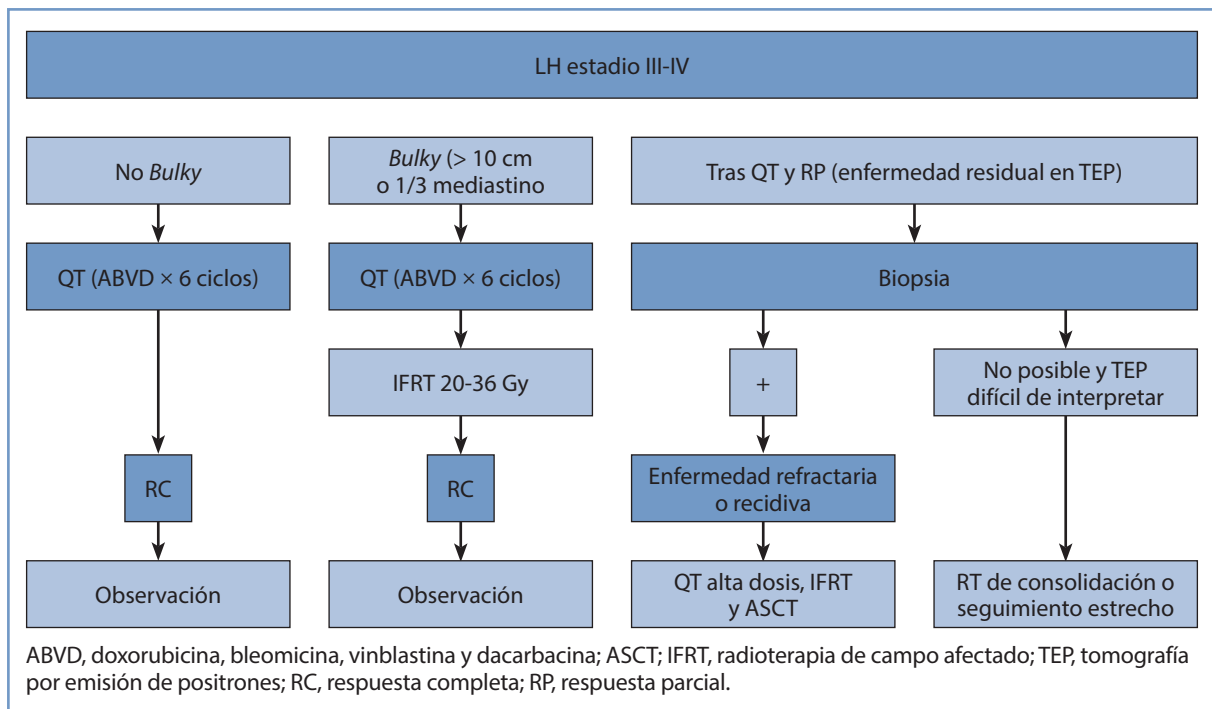 LH estadio III-IV
No Bulky
Bulky (> 10 cm
o 1/3 mediastino
Tras QT y RP (enfermedad residual en TEP)
QT (ABVD × 6 ciclos)
QT (ABVD × 6 ciclos)
Biopsia
IFRT 20-36 Gy
+
No posible y TEP
difícil de interpretar
RC
RC
Enfermedad refractaria
o recidiva
Observación
Observación
QT alta dosis, IFRT
y ASCT
RT de consolidación o
seguimiento estrecho
ABVD, doxorubicina, bleomicina, vinblastina y dacarbacina; ASCT; IFRT, radioterapia de campo afectado; TEP, tomografía
por emisión de positrones; RC, respuesta completa; RP, respuesta parcial.